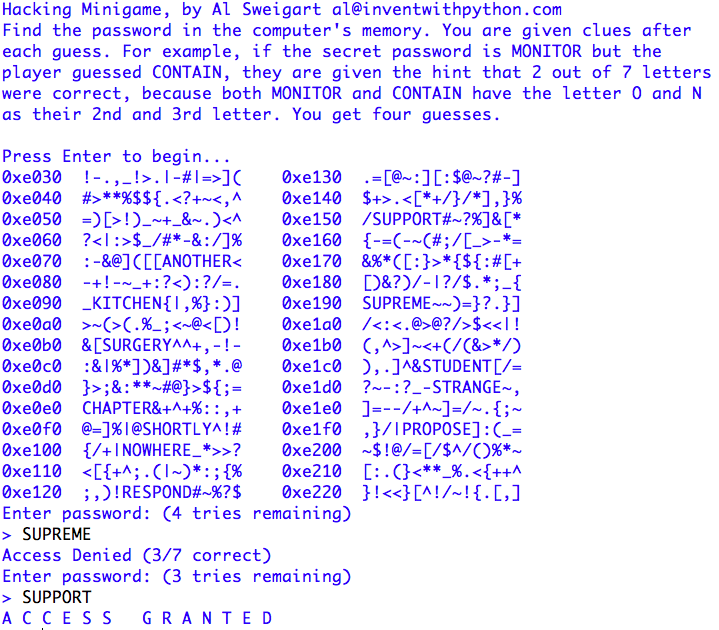 Hacking Minigame, by Al Sweigart al@inventwithpython.com
Find the password in the computer's memory. You are given clues after
each guess. For example, if the secret password is MONITOR but the
player guessed CONTAIN, they are given the hint that 2 out of 7 letters
were correct, because both MONITOR and CONTAIN have the letter O and N
as their 2nd and 3rd letter. You get four guesses.

Press Enter to begin...
0xe030  !-.,_!>.|-#|=>](    0xe130  .=[@~:][:$@~?#-]
0xe040  #>**%$${.<?+~<,^    0xe140  $+>.<[*+/}/*],}%
0xe050  =)[>!)_~+_&~.)<^    0xe150  /SUPPORT#~?%]&[*
0xe060  ?<|:>$_/#*-&:/]%    0xe160  {-=(-~(#;/[_>-*=
0xe070  :-&@]([[ANOTHER<    0xe170  &%*([:}>*{${:#[+
0xe080  -+!-~_+:?<):?/=.    0xe180  [)&?)/-|?/$.*;_{
0xe090  _KITCHEN{|,%}:)]    0xe190  SUPREME~~)=}?.}]
0xe0a0  >~(>(.%_;<~@<[)!    0xe1a0  /<:<.@>@?/>$<<|!
0xe0b0  &[SURGERY^^+,-!-    0xe1b0  (,^>]~<+(/(&>*/)
0xe0c0  :&|%*])&]#*$,*.@    0xe1c0  ),.]^&STUDENT[/=
0xe0d0  }>;&:**~#@}>${;=    0xe1d0  ?~-:?_-STRANGE~,
0xe0e0  CHAPTER&+^+%::,+    0xe1e0  ]=--/+^~]=/~.{;~
0xe0f0  @=]%|@SHORTLY^!#    0xe1f0  ,}/|PROPOSE]:(_=
0xe100  {/+|NOWHERE_*>>?    0xe200  ~$!@/=[/$^/()%*~
0xe110  <[{+^;.(|~)*:;{%    0xe210  [:.(}<**_%.<{++^
0xe120  ;,)!RESPOND#~%?$    0xe220  }!<<}[^!/~!{.[,]
Enter password: (4 tries remaining)
> SUPREME
Access Denied (3/7 correct)
Enter password: (3 tries remaining)
> SUPPORT
A C C E S S   G R A N T E D